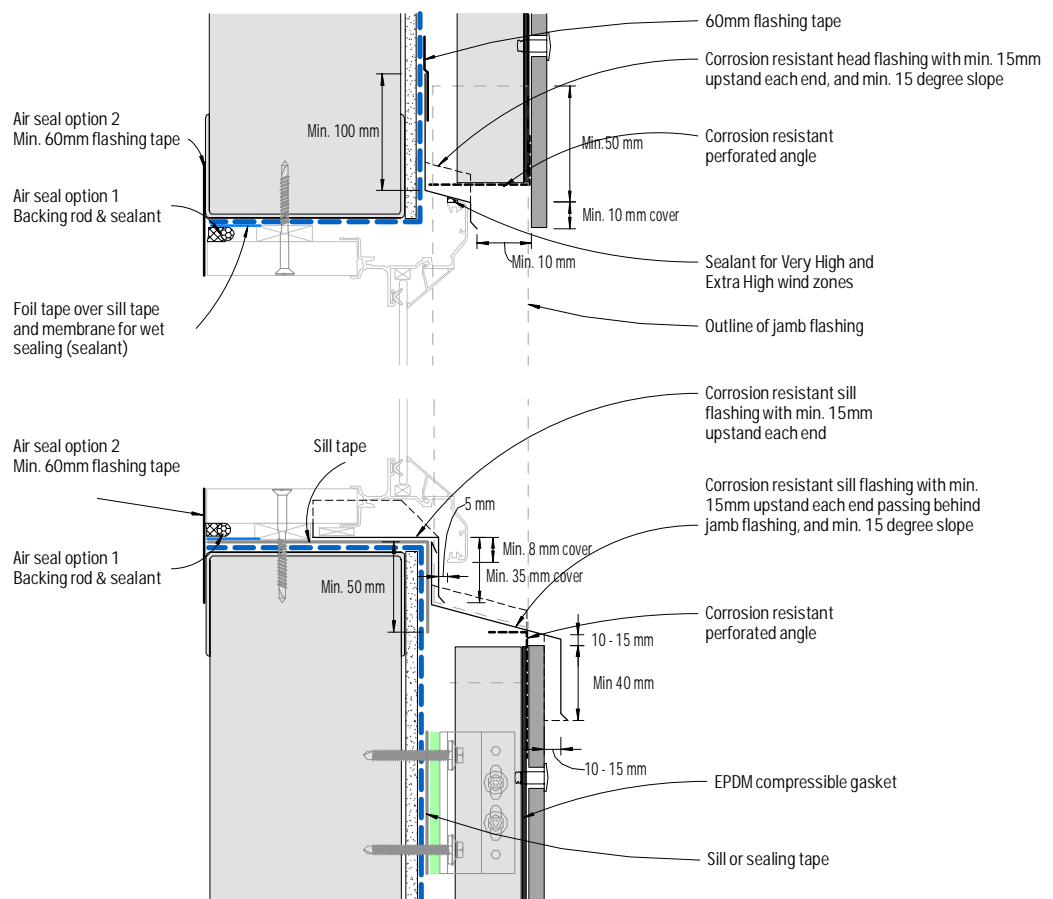 60mm flashing tape
Corrosion resistant head flashing with min. 15mm
upstand each end, and min. 15 degree slope
Air seal option 2
Min. 60mm flashing tape
Min. 100 mm
Min.50 mm
Corrosion resistant
perforated angle
Air seal option 1
Backing rod & sealant
Min. 10 mm cover
Min. 10 mm
Sealant for Very High and
Extra High wind zones
Foil tape over sill tape
and membrane for wet
sealing (sealant)
Outline of jamb flashing
Corrosion resistant sill
flashing with min. 15mm
upstand each end
Air seal option 2
Min. 60mm flashing tape
Sill tape
Corrosion resistant sill flashing with min.
15mm upstand each end passing behind
jamb flashing, and min. 15 degree slope
5 mm
Min. 8 mm cover
Min. 35 mm cover
Air seal option 1
Backing rod & sealant
Min. 50 mm
Corrosion resistant
perforated angle
10 - 15 mm
Min 40 mm
10 - 15 mm
EPDM compressible gasket
Sill or sealing tape